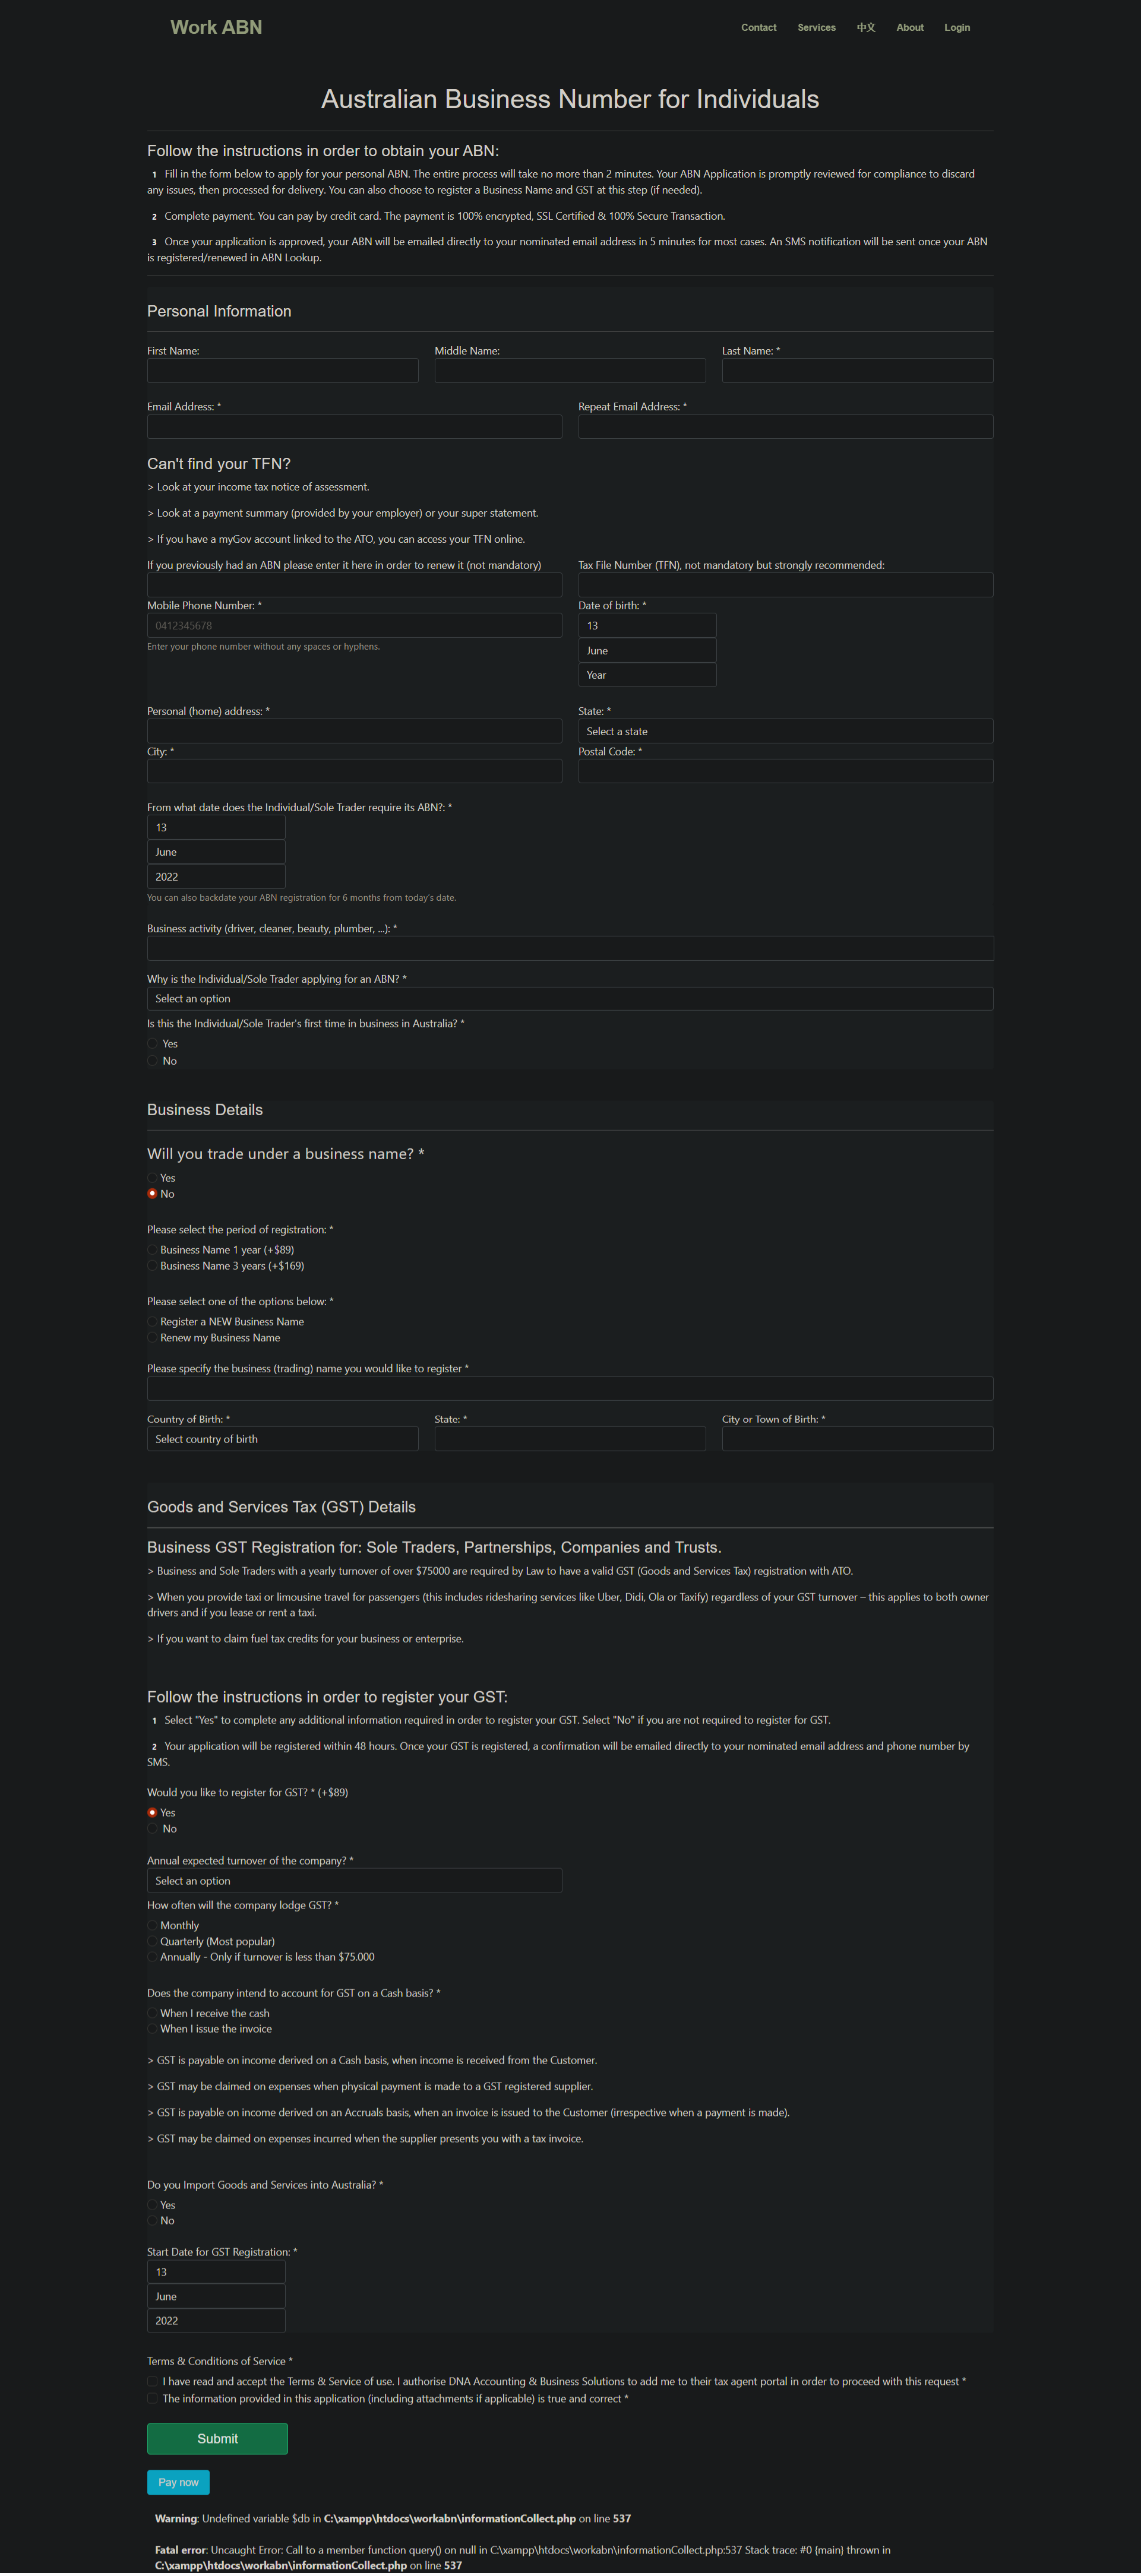 Work ABN
Contact Services 中文 About Login
Australian Business Number for Individuals
Follow the instructions in order to obtain your ABN:
1 Fill in the form below to apply for your personal ABN. The entire process will take no more than 2 minutes. Your ABN Application is promptly reviewed for compliance to discard
any issues, then processed for delivery. You can also choose to register a Business Name and GST at this step (if needed).
2 Complete payment. You can pay by credit card. The payment is 100% encrypted, SSL Certified & 100% Secure Transaction.
3 Once your application is approved, your ABN will be emailed directly to your nominated email address in 5 minutes for most cases. An SMS notification will be sent once your ABN
is registered/renewed in ABN Lookup.
Personal Information
First Name: Middle Name: Last Name: *
Email Address: * Repeat Email Address: *
Can't find your TFN?
> Look at your income tax notice of assessment.
> Look at a payment summary (provided by your employer) or your super statement.
> If you have a myGov account linked to the ATO, you can access your TFN online.
If you previously had an ABN please enter it here in order to renew it (not mandatory) Tax File Number (TFN), not mandatory but strongly recommended:
Mobile Phone Number: * Date of birth: *
0412345678 13
Enter your phone number without any spaces or hyphens.
June
Year
Personal (home) address: * State: *
Select a state
City: * Postal Code: *
From what date does the Individual/Sole Trader require its ABN?: *
13
June
2022
You can also backdate your ABN registration for 6 months from today's date.
Business activity (driver, cleaner, beauty, plumber, ...): *
Why is the Individual/Sole Trader applying for an ABN? *
Select an option
Is this the Individual/Sole Trader's first time in business in Australia? *
Yes
No
Business Details
Will you trade under a business name? *
Yes
No
Please select the period of registration: *
Business Name 1 year (+$89)
Business Name 3 years (+$169)
Please select one of the options below: *
Register a NEW Business Name
Renew my Business Name
Please specify the business (trading) name you would like to register *
Country of Birth: * State: * City or Town of Birth: *
Select country of birth
Goods and Services Tax (GST) Details
Business GST Registration for: Sole Traders, Partnerships, Companies and Trusts.
> Business and Sole Traders with a yearly turnover of over $75000 are required by Law to have a valid GST (Goods and Services Tax) registration with ATO.
> When you provide taxi or limousine travel for passengers (this includes ridesharing services like Uber, Didi, Ola or Taxify) regardless of your GST turnover – this applies to both owner
drivers and if you lease or rent a taxi.
> If you want to claim fuel tax credits for your business or enterprise.
Follow the instructions in order to register your GST:
1 Select "Yes" to complete any additional information required in order to register your GST. Select "No" if you are not required to register for GST.
2 Your application will be registered within 48 hours. Once your GST is registered, a confirmation will be emailed directly to your nominated email address and phone number by
SMS.
Would you like to register for GST? * (+$89)
Yes
No
Annual expected turnover of the company? *
Select an option
How often will the company lodge GST? *
Monthly
Quarterly (Most popular)
Annually - Only if turnover is less than $75.000
Does the company intend to account for GST on a Cash basis? *
When I receive the cash
When I issue the invoice
> GST is payable on income derived on a Cash basis, when income is received from the Customer.
> GST may be claimed on expenses when physical payment is made to a GST registered supplier.
> GST is payable on income derived on an Accruals basis, when an invoice is issued to the Customer (irrespective when a payment is made).
> GST may be claimed on expenses incurred when the supplier presents you with a tax invoice.
Do you Import Goods and Services into Australia? *
Yes
No
Start Date for GST Registration: *
13
June
2022
Terms & Conditions of Service *
I have read and accept the Terms & Service of use. I authorise DNA Accounting & Business Solutions to add me to their tax agent portal in order to proceed with this request *
The information provided in this application (including attachments if applicable) is true and correct *
Submit
Pay now
Warning: Undefined variable $db in C:\xampp\htdocs\workabn\informationCollect.php on line 537
Fatal error: Uncaught Error: Call to a member function query() on null in C:\xampp\htdocs\workabn\informationCollect.php:537 Stack trace: #0 {main} thrown in
C:\xampp\htdocs\workabn\informationCollect.php on line 537